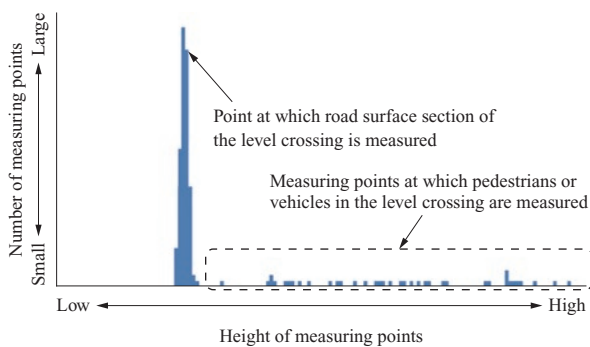 Large
Number of measuring points
Small
Point at which road surface section of
the level crossing is measured
Measuring points at which pedestrians or
vehicles in the level crossing are measured
Low
High
Height of measuring points